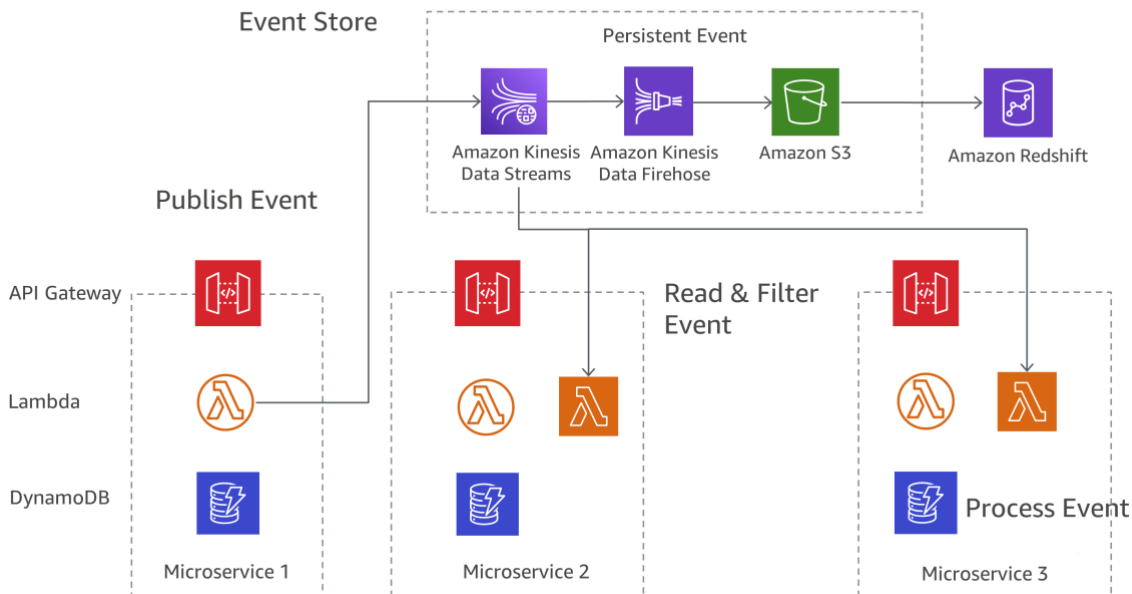 Event Store
Persistent Event
Amazon Kinesis
Data Streams
Amazon Kinesis
Data Firehose
Amazon S3
Amazon Redshift
Publish Event
API Gateway
Read & Filter
Event
Lambda
DynamoDB
Process Event
Microservice 1
Microservice 2
Microservice 3